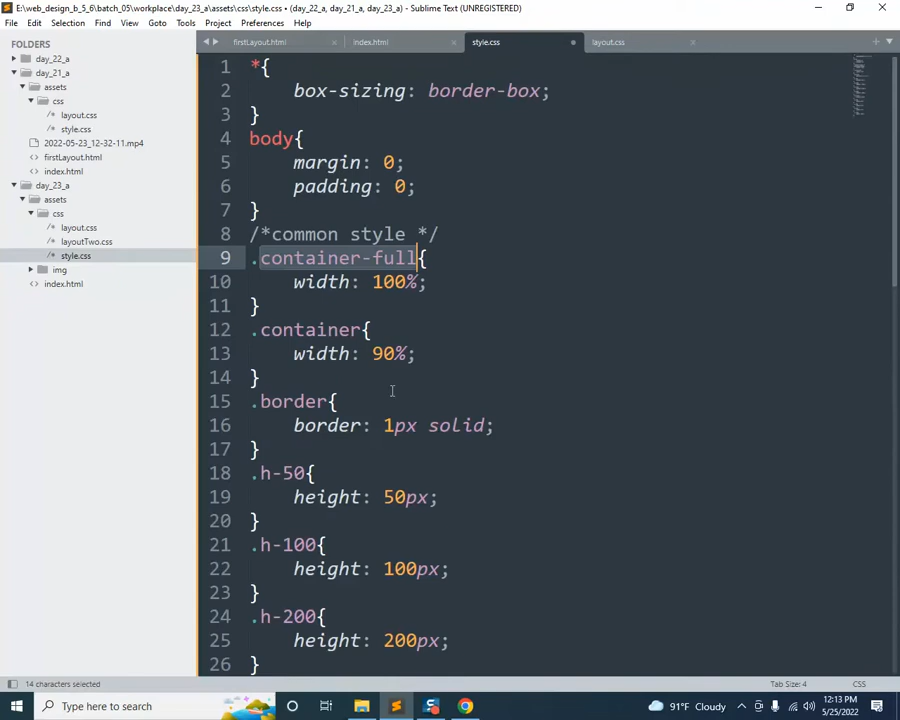 E:\web_design_b_5_6\batch_05\workplace\day_23_a\assets\css\style.css • (day_22_a, day_21_a, day_23_a) - Sublime Text (UNREGISTERED)
File Edit Selection Find View Goto Tools Project Preferences Help
FOLDERS
day_22_a
day_21_a
assets
css
/* layout.css
/* style.css
2022-05-23_12-32-11.mp4
firstLayout.html
index.html
day_23_a
assets
css
/* layout.css
/* layoutTwo.css
/* style.css
img
index.html
firstLayout.html index.html style.css layout.css
1 *{
2 box-sizing: border-box;
3 }
4 body{
5 margin: 0;
6 padding: 0;
7 }
8 /*common style */
9 .container-full{
10 width: 100%;
11 }
12 .container{
13 width: 90%;
14 }
15 .border{
16 border: 1px solid;
17 }
18 .h-50{
19 height: 50px;
20 }
21 .h-100{
22 height: 100px;
23 }
24 .h-200{
25 height: 200px;
26 }
14 characters selected Tab Size: 4 CSS
Type here to search
91°F Cloudy
12:13 PM
5/25/2022